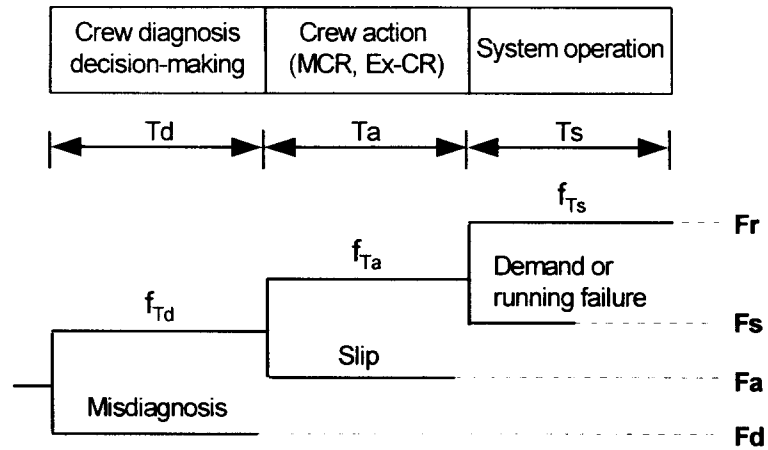 Crew diagnosis
decision-making
Crew action
(MCR, Ex-CR)
System operation
Td
Ta
Ts
fTs
Fr
fTa
Demand or
running failure
fTd
Fs
Slip
Fa
Misdiagnosis
Fd